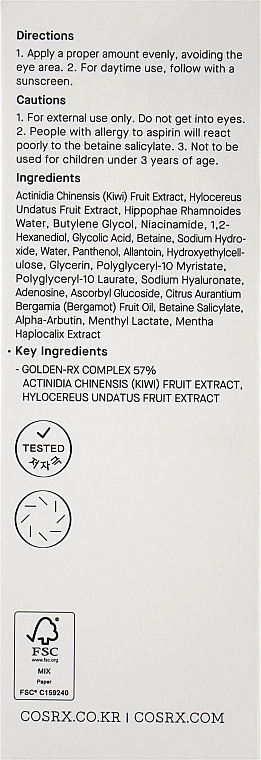 Directions
1. Apply a proper amount evenly, avoiding the
eye area. 2. For daytime use, follow with a
sunscreen.
Cautions
1. For external use only. Do not get into eyes.
2. People with allergy to aspirin will react
poorly to the betaine salicylate. 3. Not to be
used for children under 3 years of age.
Ingredients
Actinidia Chinensis (Kiwi) Fruit Extract, Hylocereus
Undatus Fruit Extract, Hippophae Rhamnoides
Water, Butylene Glycol, Niacinamide, 1,2-
Hexanediol, Glycolic Acid, Betaine, Sodium Hydro-
xide, Water, Panthenol, Allantoin, Hydroxyethylcell-
ulose, Glycerin, Polyglyceryl-10 Myristate,
Polyglyceryl-10 Laurate, Sodium Hyaluronate,
Adenosine, Ascorbyl Glucoside, Citrus Aurantium
Bergamia (Bergamot) Fruit Oil, Betaine Salicylate,
Alpha-Arbutin, Menthyl Lactate, Mentha
Haplocalix Extract
• Key Ingredients
- GOLDEN-RX COMPLEX 57%
ACTINIDIA CHINENSIS (KIWI) FRUIT EXTRACT,
HYLOCEREUS UNDATUS FRUIT EXTRACT
TESTED
저자극
FSC
www.fsc.org
MIX
Paper
FSC® C159240
COSRX.CO.KR | COSRX.COM